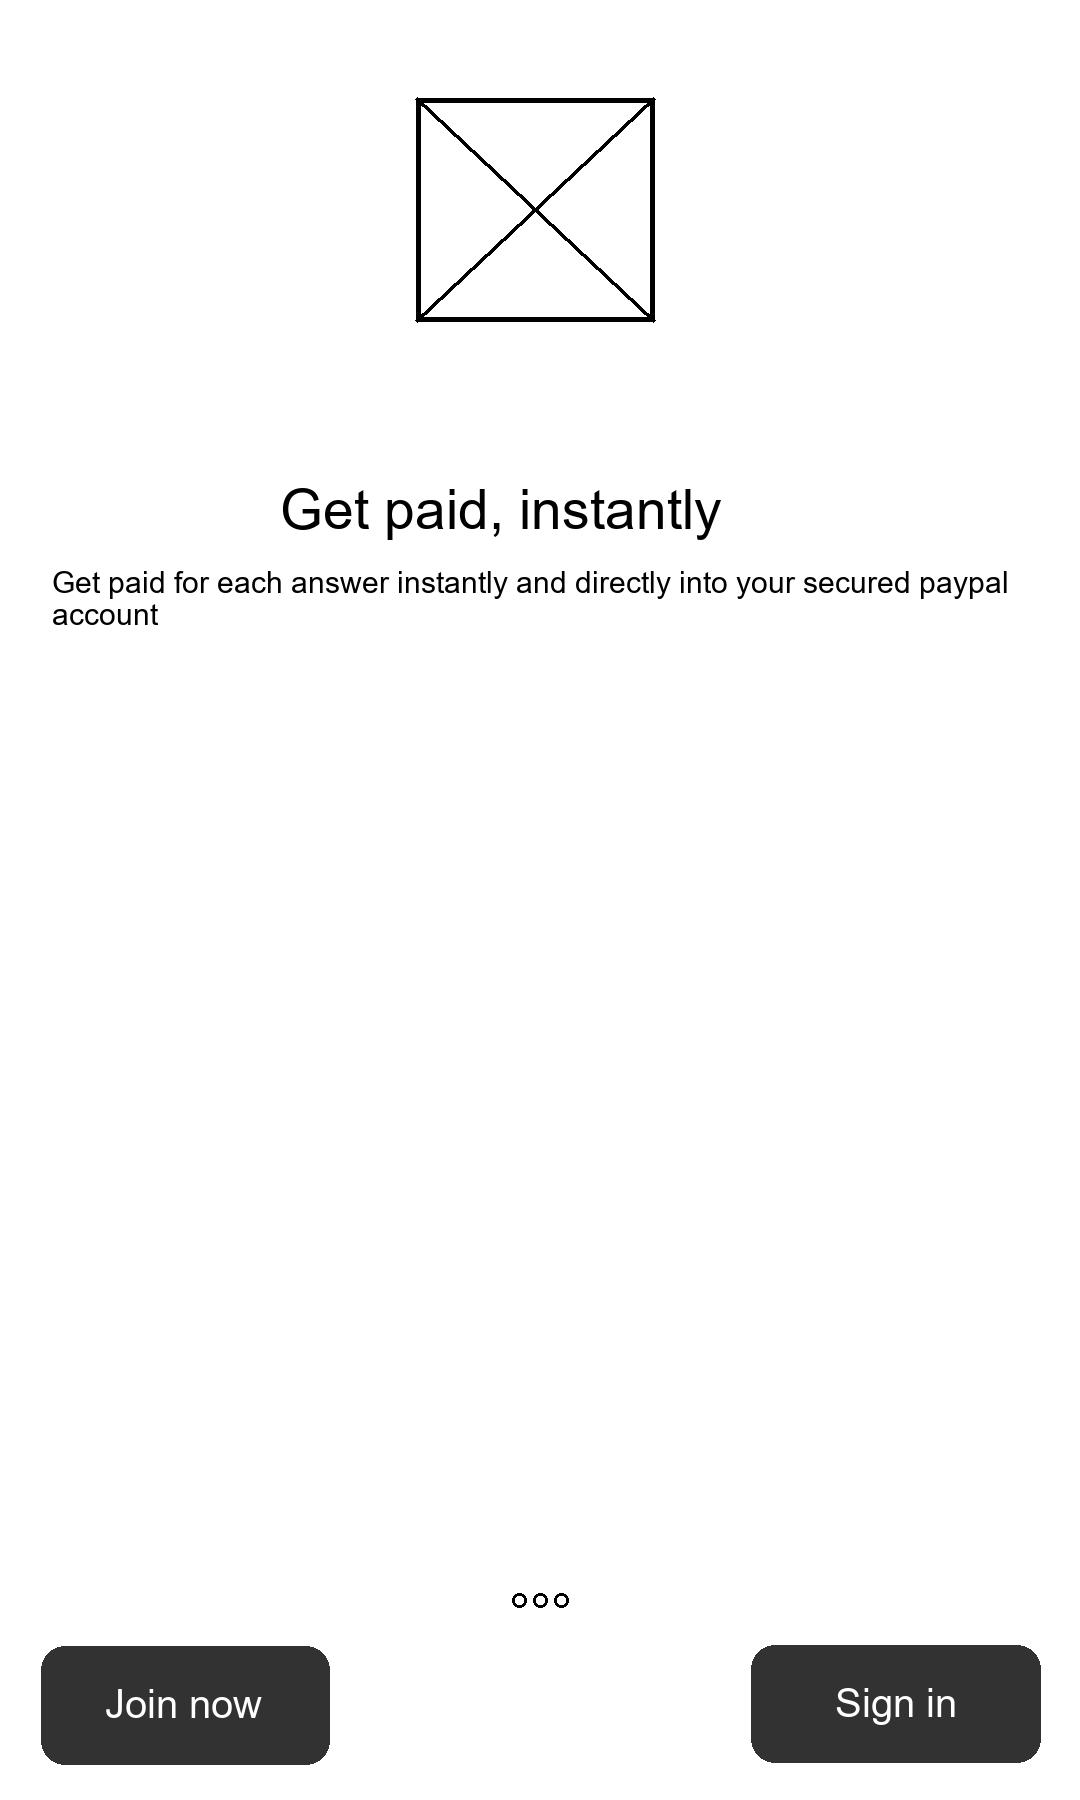 Get paid, instantly
Get paid for each answer instantly and directly into your secured paypal
account
Join now
Sign in